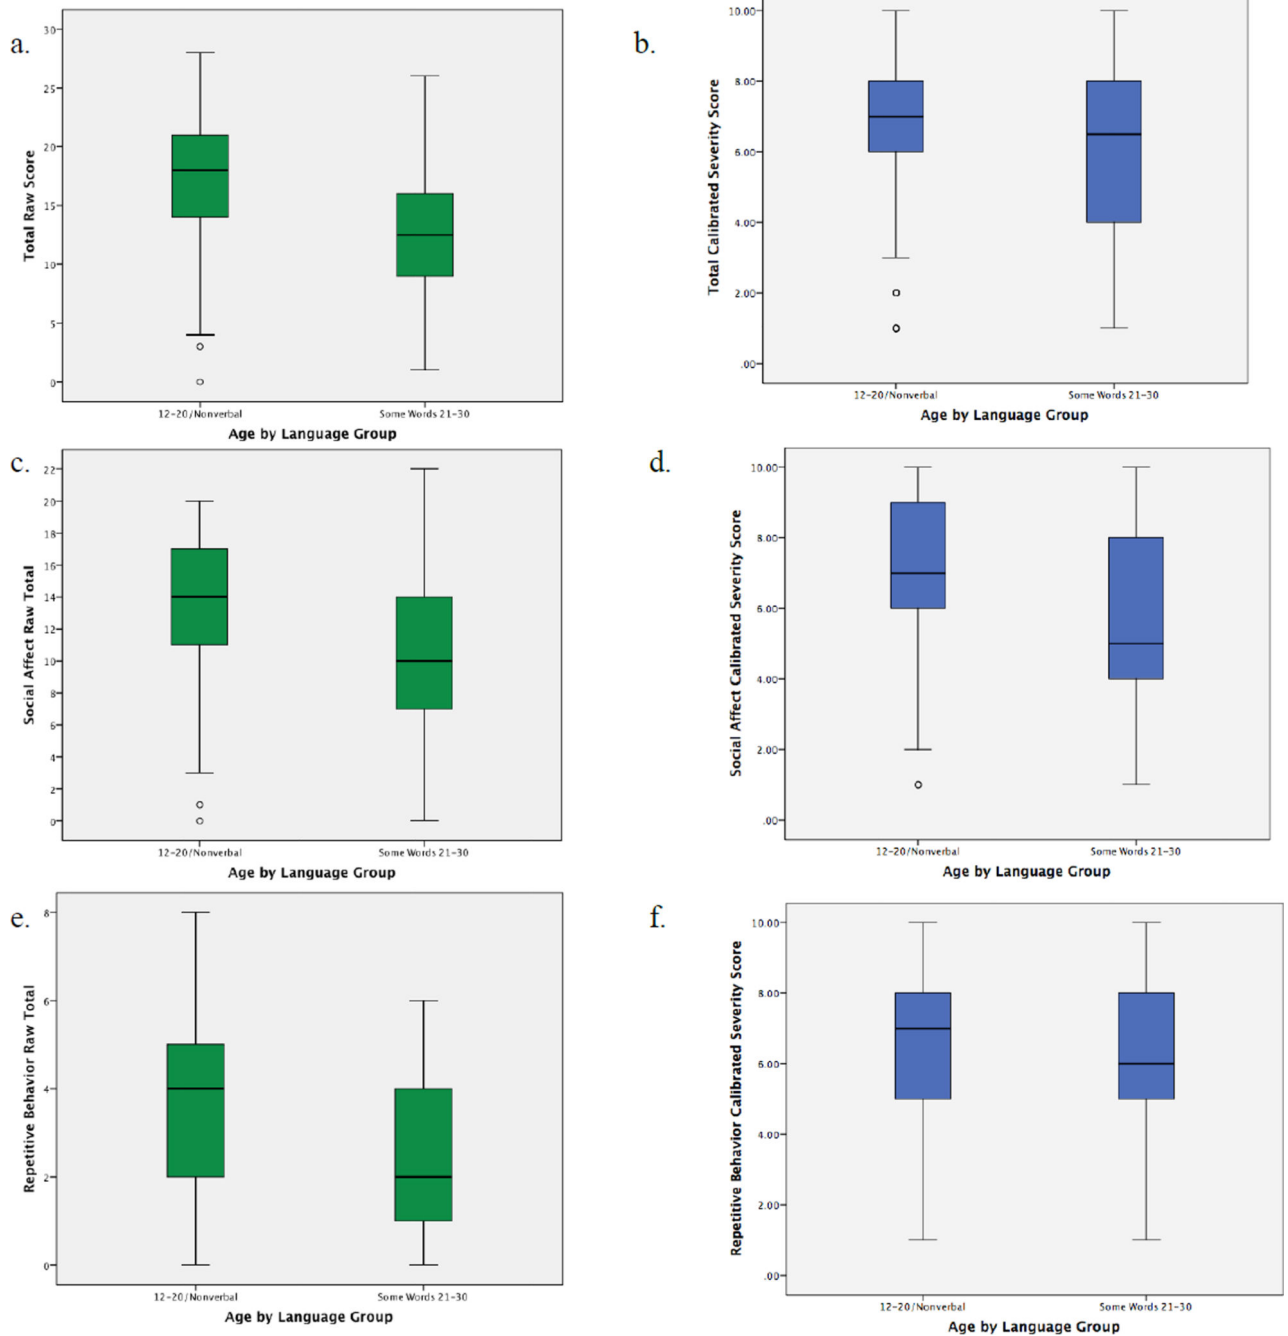 a.
Total Raw Score
30
25
20
15
10
5
0
12-20/Nonverbal Some Words 21-30
Age by Language Group
b.
Total Calibrated Severity Score
10.00
8.00
6.00
4.00
2.00
.00
12-20/Nonverbal Some Words 21-30
Age by Language Group
c.
Social Affect Raw Total
22
20
18
16
14
12
10
8
6
4
2
0
12-20/Nonverbal Some Words 21-30
Age by Language Group
d.
Social Affect Calibrated Severity Score
10.00
8.00
6.00
4.00
2.00
.00
12-20/Nonverbal Some Words 21-30
Age by Language Group
e.
Repetitive Behavior Raw Total
8
6
4
2
0
12-20/Nonverbal Some Words 21-30
Age by Language Group
f.
Repetitive Behavior Calibrated Severity Score
10.00
8.00
6.00
4.00
2.00
.00
12-20/Nonverbal Some Words 21-30
Age by Language Group